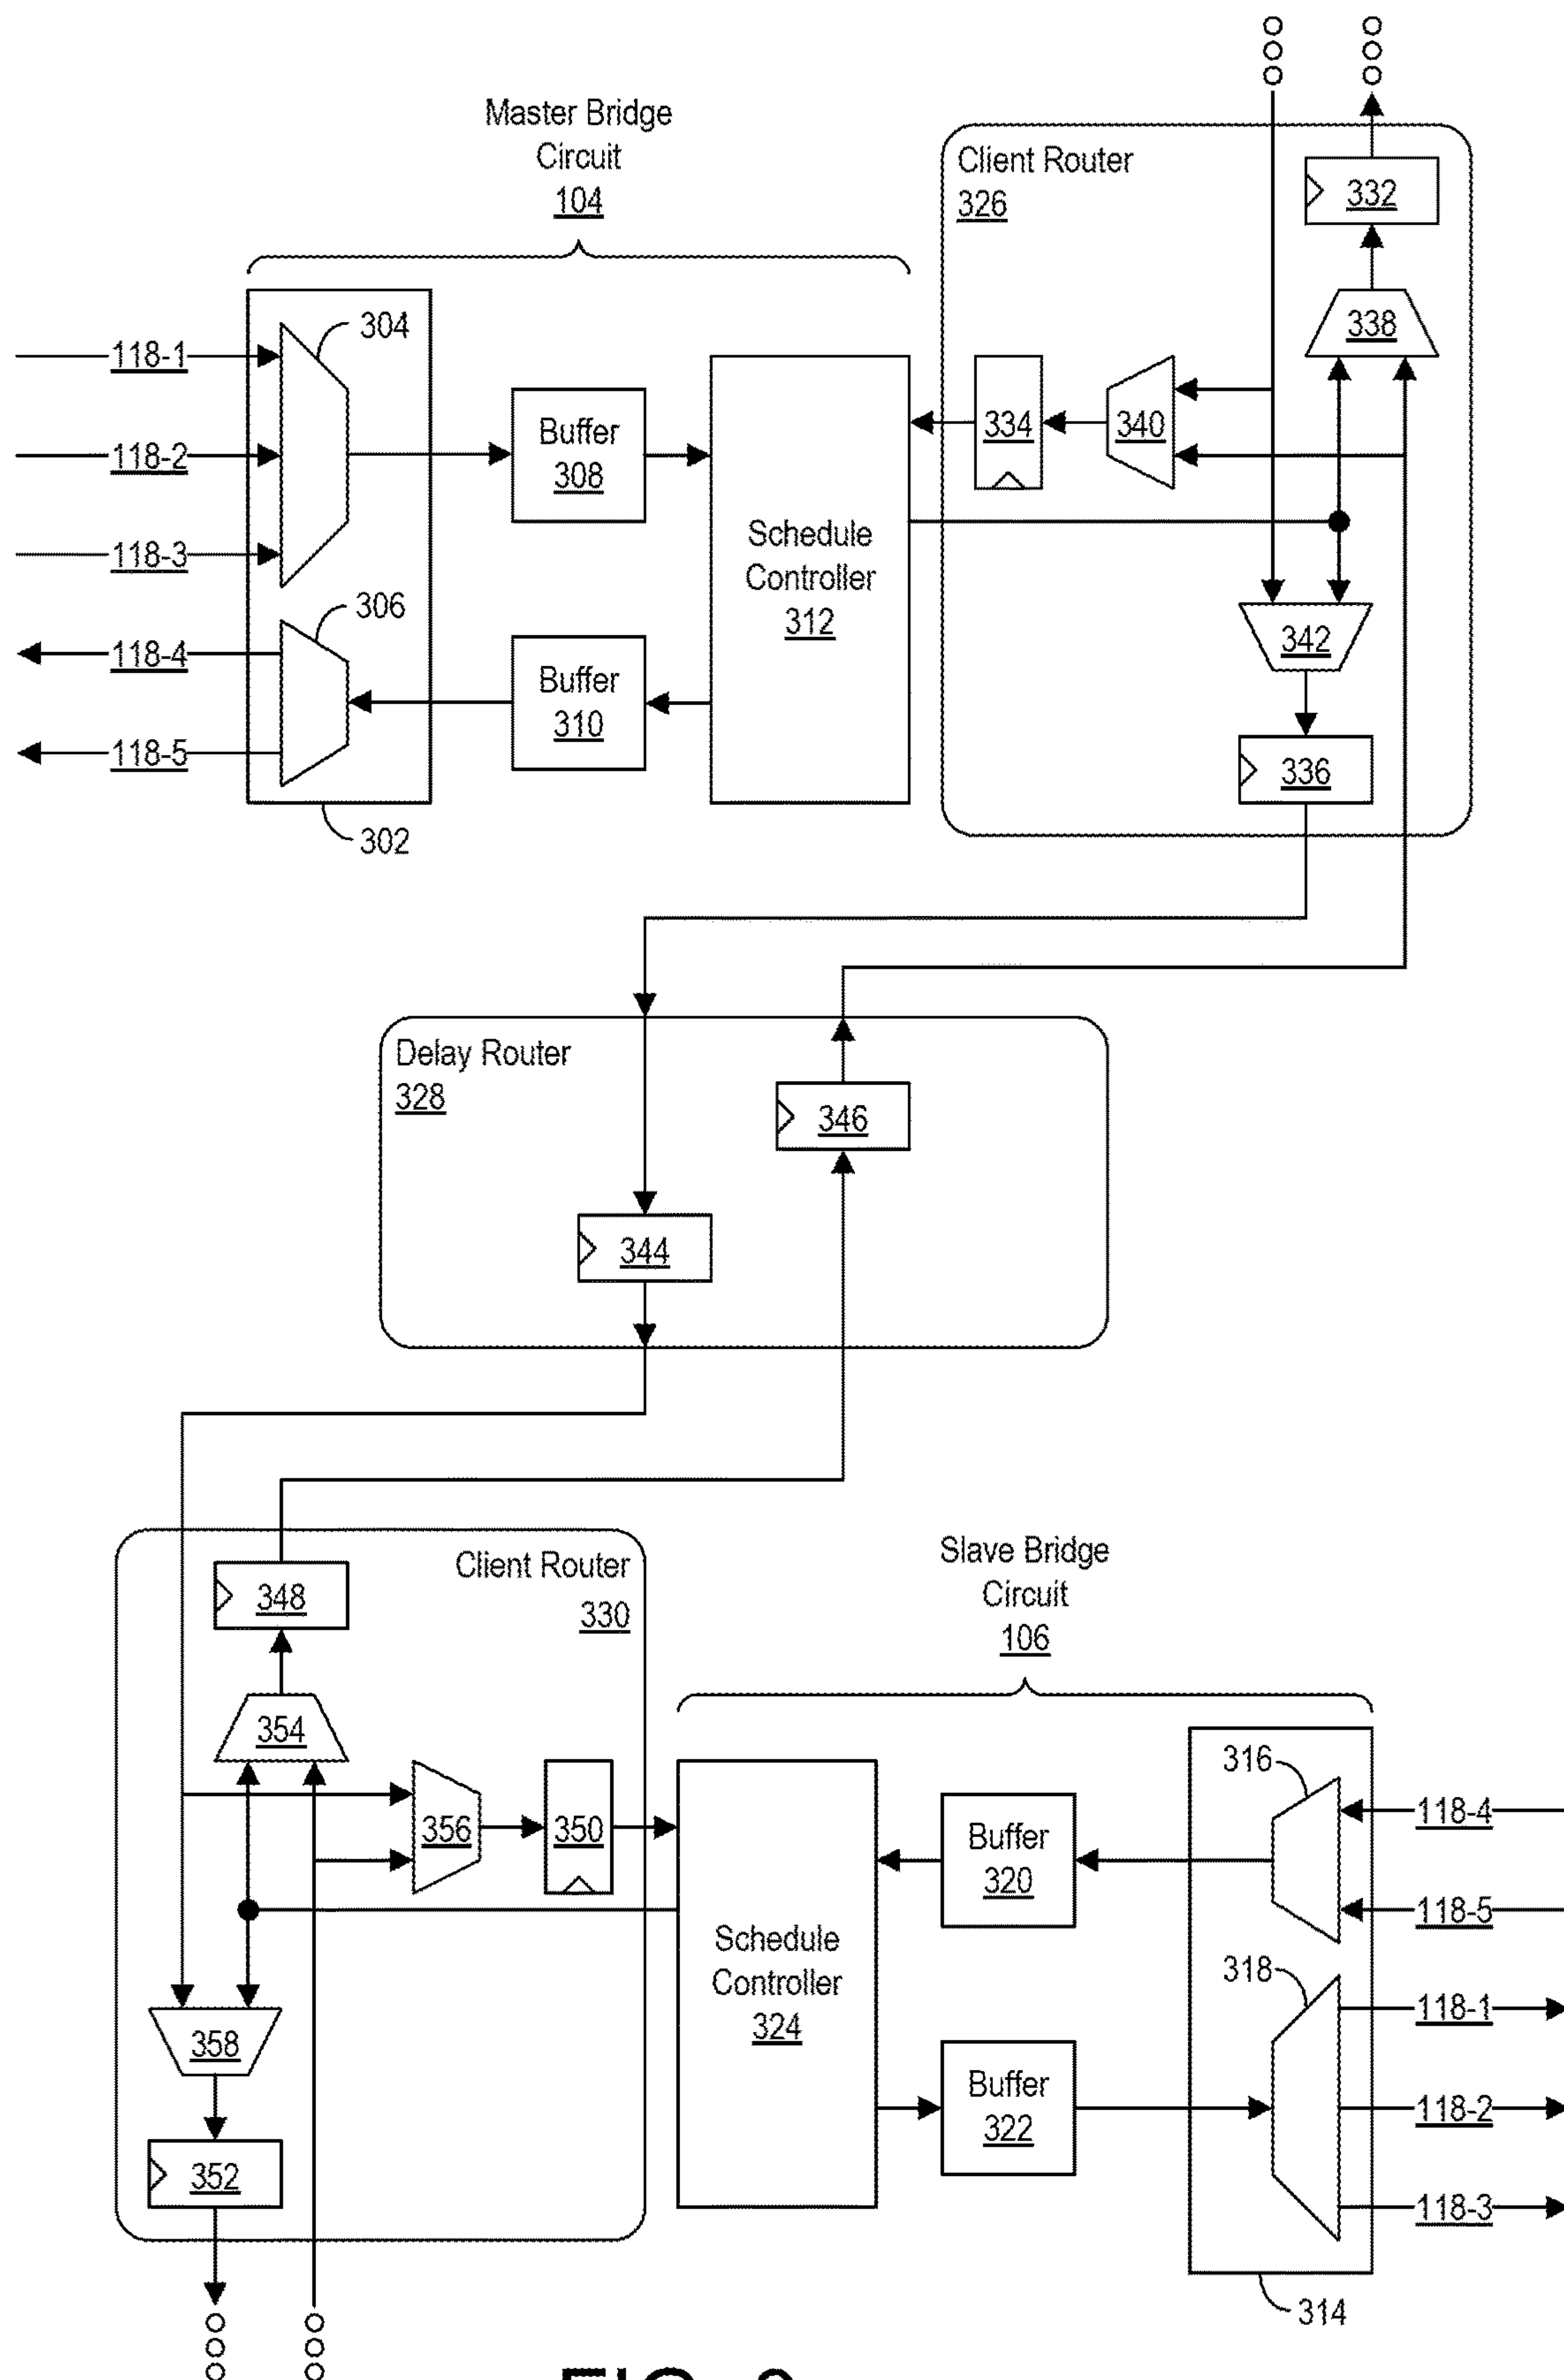 Master Bridge
Circuit
104
Client Router
326
332
338
304
118-1
118-2
118-3
Buffer
308
334
340
Schedule
Controller
312
306
118-4
118-5
Buffer
310
342
336
302
Delay Router
328
346
344
Client Router
330
348
354
356
350
358
352
Slave Bridge
Circuit
106
316
118-4
118-5
Buffer
320
Schedule
Controller
324
318
118-1
118-2
118-3
Buffer
322
314